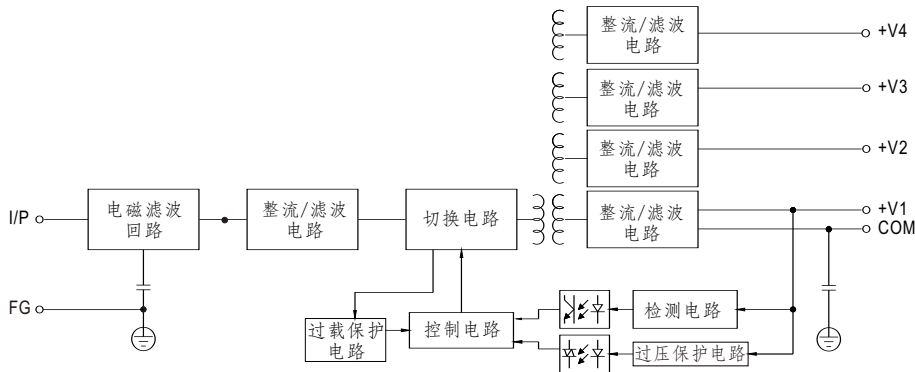 整流/滤波
电路
+V4
整流/滤波
电路
+V3
整流/滤波
电路
+V2
I/P
电磁滤波
回路
整流/滤波
电路
切换电路
整流/滤波
电路
+V1
COM
FG
过载保护
电路
控制电路
检测电路
过压保护电路